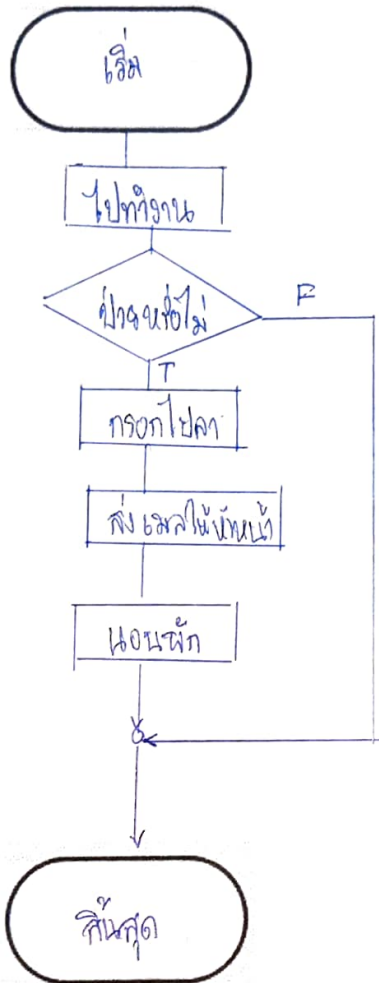 เริ่ม
ไปทำงาน
ป่วยหรือไม่
F
T
กรอกใบลา
ส่งเมลให้หัวหน้า
นอนพัก
สิ้นสุด